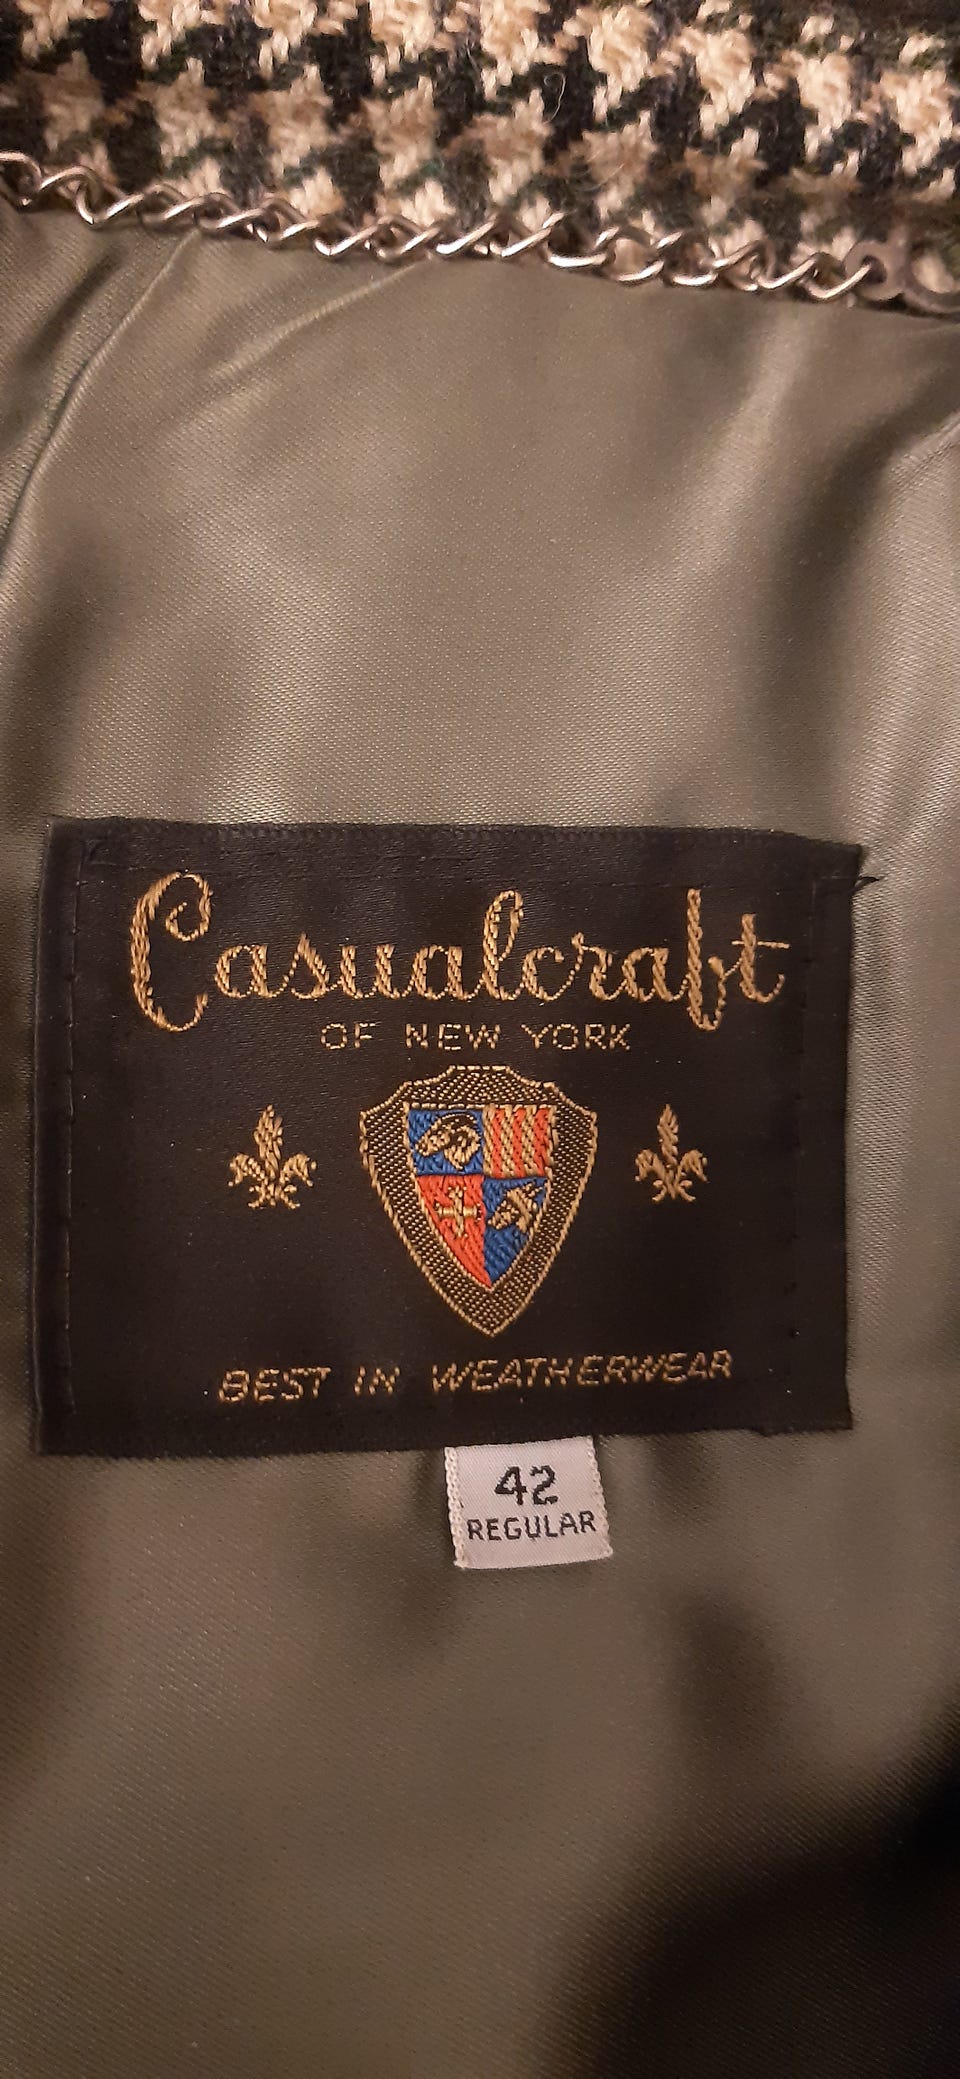 Casualcraft
OF NEW YORK
BEST IN WEATHERWEAR
42
REGULAR